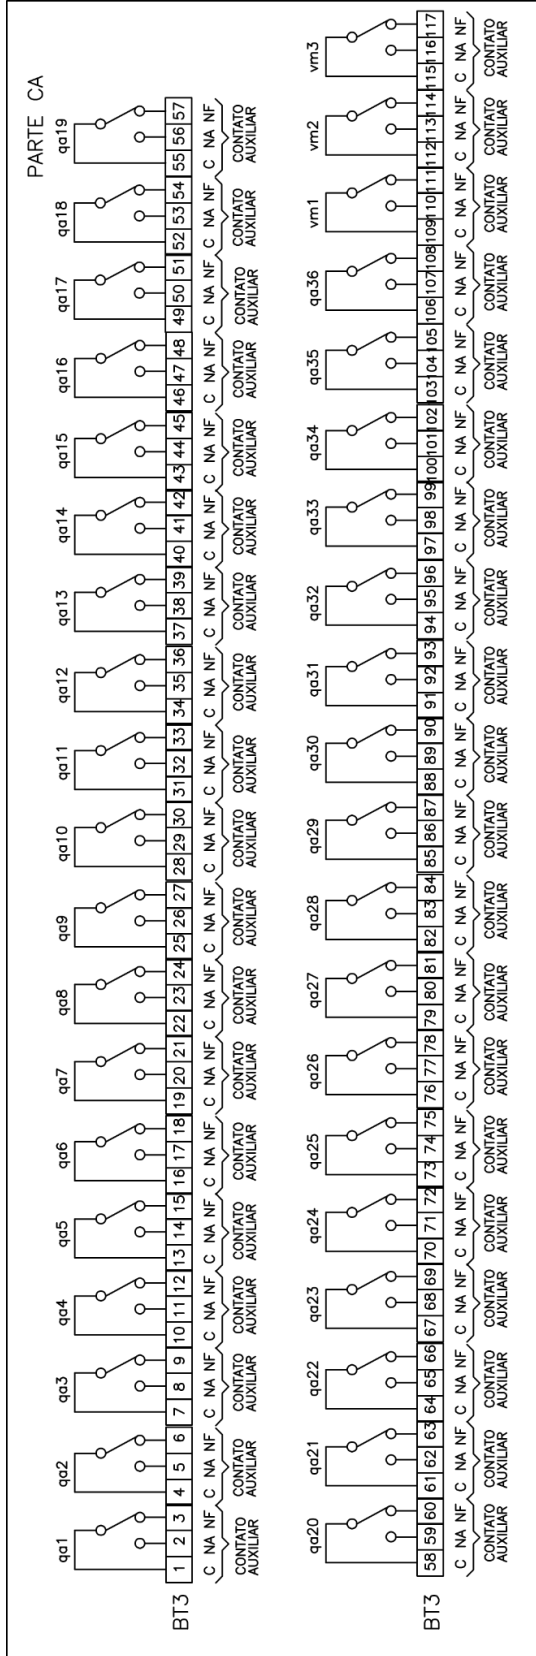 PARTE CA
qa1 qa2 qa3 qa4 qa5 qa6 qa7 qa8 qa9 qa10 qa11 qa12 qa13 qa14 qa15 qa16 qa17 qa18 qa19
BT3 1 2 3 4 5 6 7 8 9 10 11 12 13 14 15 16 17 18 19 20 21 22 23 24 25 26 27 28 29 30 31 32 33 34 35 36 37 38 39 40 41 42 43 44 45 46 47 48 49 50 51 52 53 54 55 56 57
C NA NF C NA NF C NA NF C NA NF C NA NF C NA NF C NA NF C NA NF C NA NF C NA NF C NA NF C NA NF C NA NF C NA NF C NA NF C NA NF C NA NF C NA NF C NA NF
CONTATO CONTATO CONTATO CONTATO CONTATO CONTATO CONTATO CONTATO CONTATO CONTATO CONTATO CONTATO CONTATO CONTATO CONTATO CONTATO CONTATO CONTATO CONTATO
AUXILIAR AUXILIAR AUXILIAR AUXILIAR AUXILIAR AUXILIAR AUXILIAR AUXILIAR AUXILIAR AUXILIAR AUXILIAR AUXILIAR AUXILIAR AUXILIAR AUXILIAR AUXILIAR AUXILIAR AUXILIAR AUXILIAR
qa20 qa21 qa22 qa23 qa24 qa25 qa26 qa27 qa28 qa29 qa30 qa31 qa32 qa33 qa34 qa35 qa36 vm1 vm2 vm3
BT3 58 59 60 61 62 63 64 65 66 67 68 69 70 71 72 73 74 75 76 77 78 79 80 81 82 83 84 85 86 87 88 89 90 91 92 93 94 95 96 97 98 99 100 101 102 103 104 105 106 107 108 109 110 111 112 113 114 115 116 117
C NA NF C NA NF C NA NF C NA NF C NA NF C NA NF C NA NF C NA NF C NA NF C NA NF C NA NF C NA NF C NA NF C NA NF C NA NF C NA NF C NA NF C NA NF C NA NF C NA NF
CONTATO CONTATO CONTATO CONTATO CONTATO CONTATO CONTATO CONTATO CONTATO CONTATO CONTATO CONTATO CONTATO CONTATO CONTATO CONTATO CONTATO CONTATO CONTATO CONTATO
AUXILIAR AUXILIAR AUXILIAR AUXILIAR AUXILIAR AUXILIAR AUXILIAR AUXILIAR AUXILIAR AUXILIAR AUXILIAR AUXILIAR AUXILIAR AUXILIAR AUXILIAR AUXILIAR AUXILIAR AUXILIAR AUXILIAR AUXILIAR